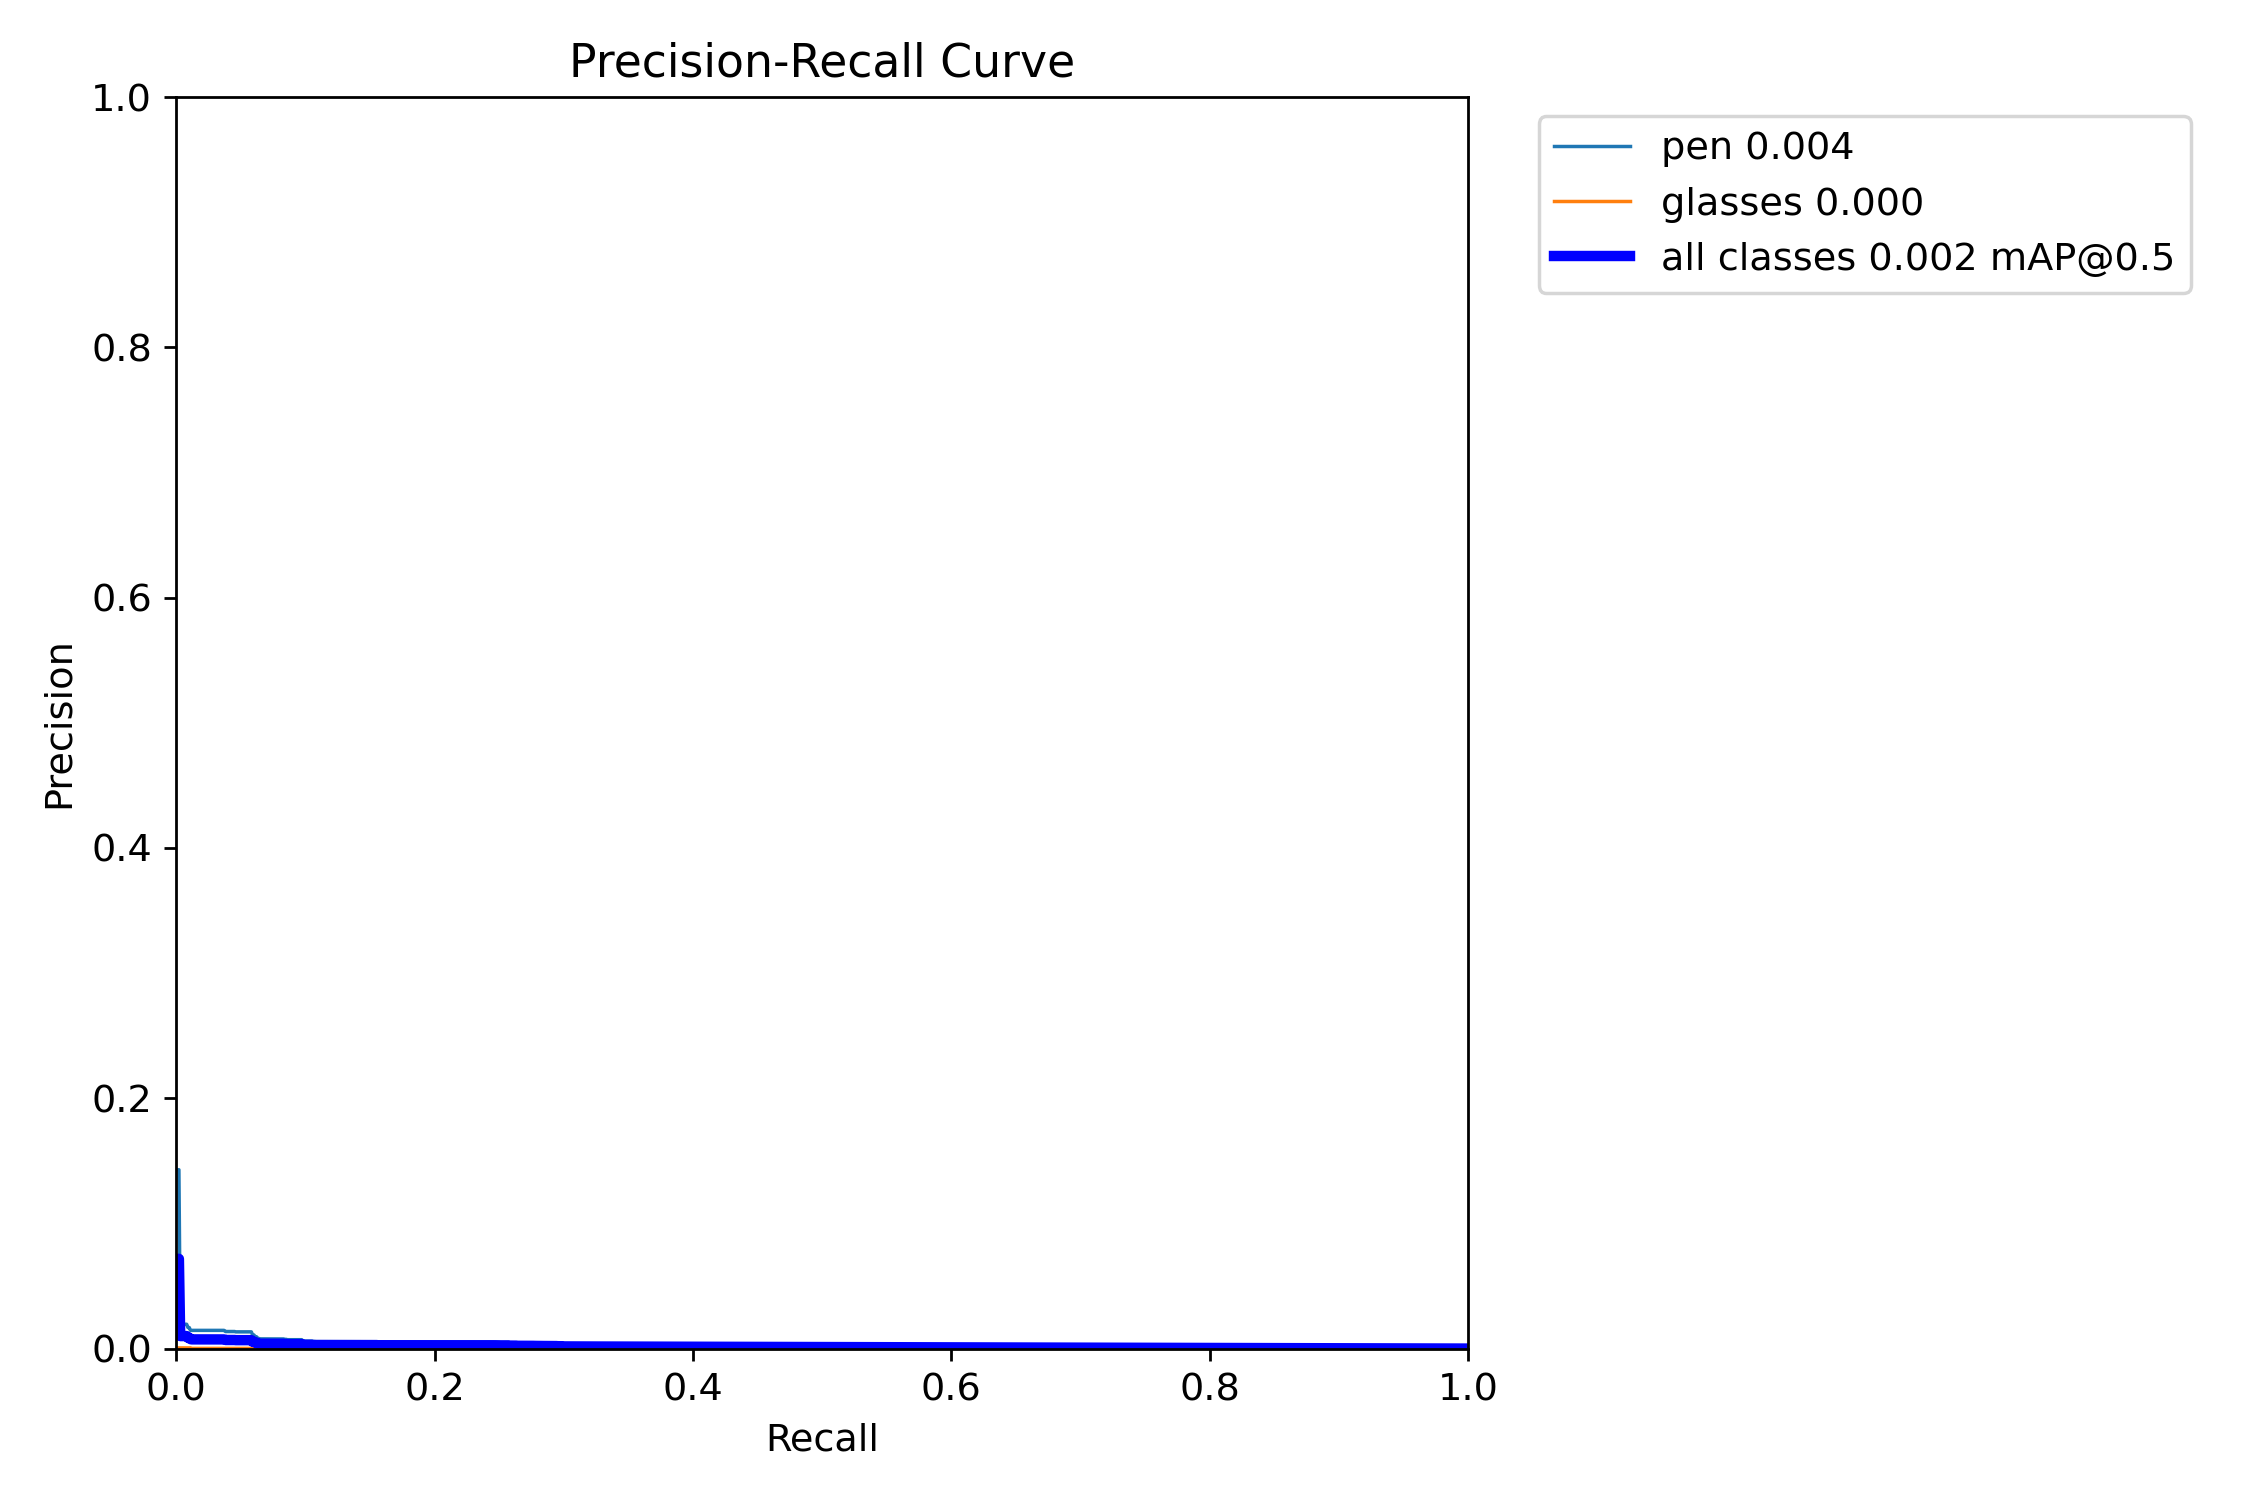 Precision-Recall Curve
1.0
0.8
0.6
0.4
0.2
0.0
Precision
0.0 0.2 0.4 0.6 0.8 1.0
Recall
pen 0.004
glasses 0.000
all classes 0.002 mAP@0.5